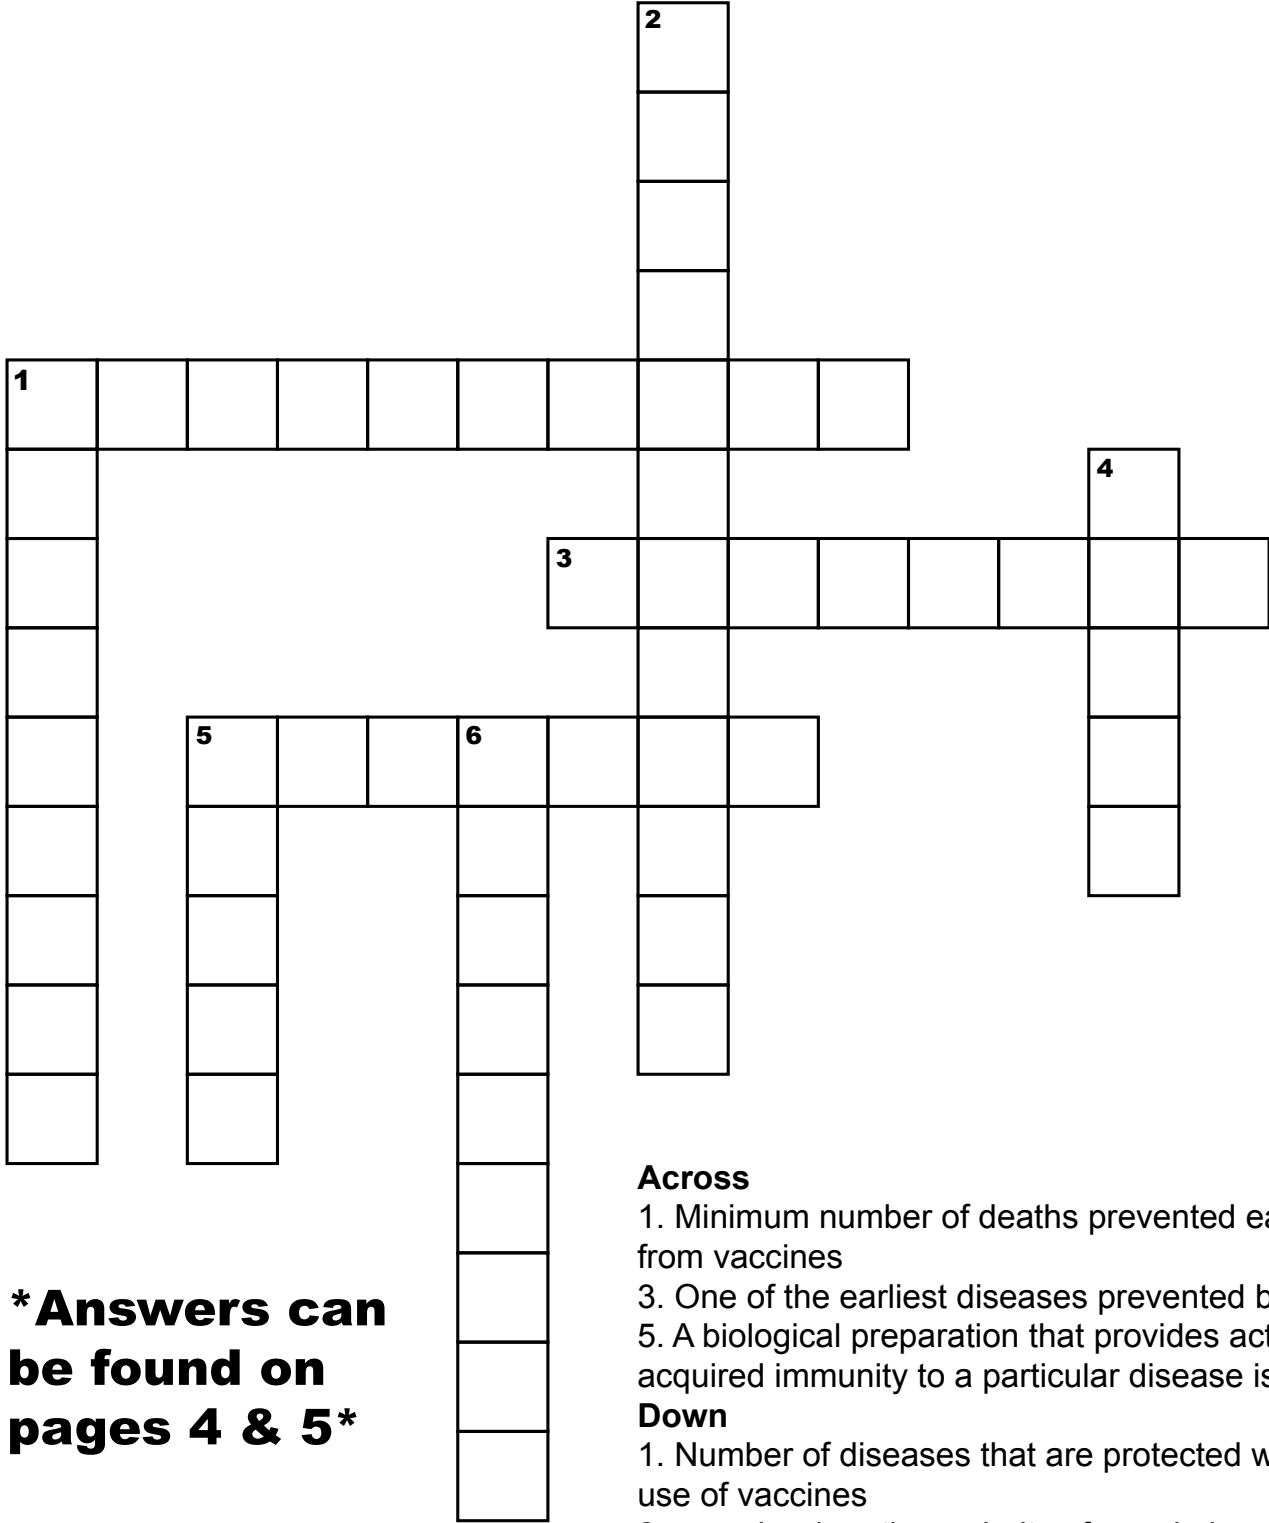 2
1
4
3
5
6
*Answers can
be found on
pages 4 & 5*
Across
1. Minimum number of deaths prevented ea
from vaccines
3. One of the earliest diseases prevented b
5. A biological preparation that provides act
acquired immunity to a particular disease is
Down
1. Number of diseases that are protected w
use of vaccines